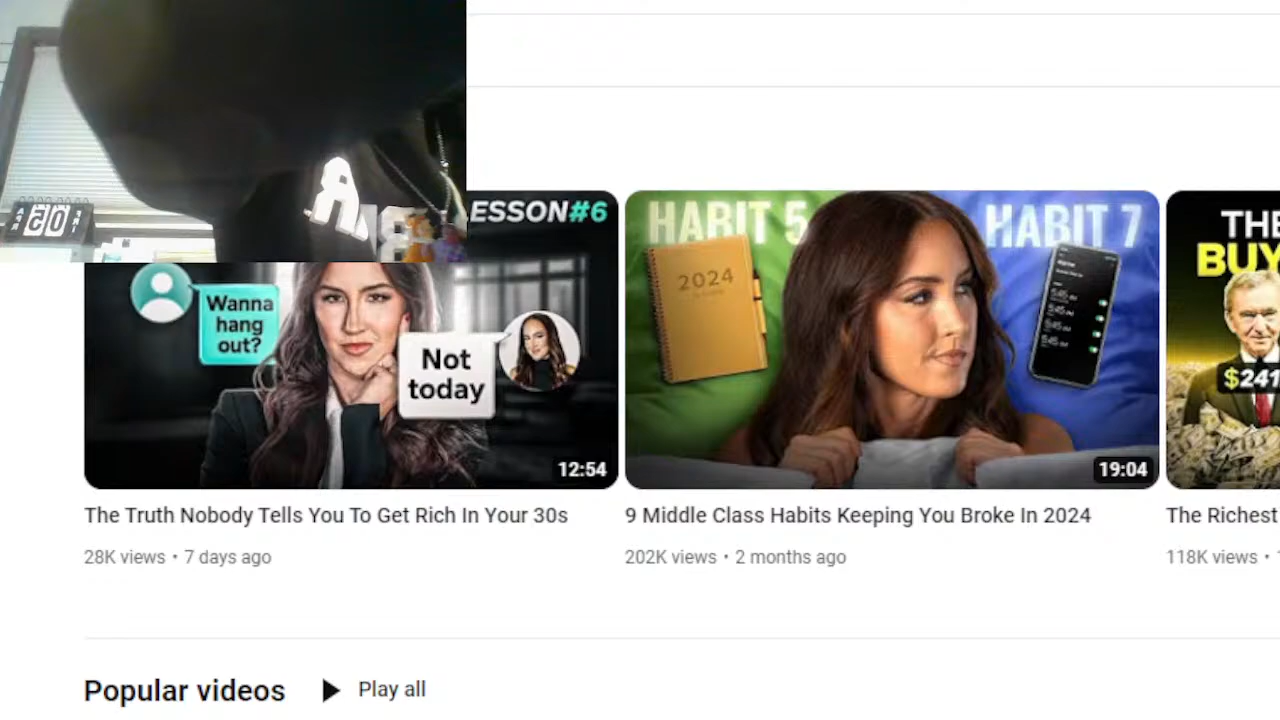 ESSON#6
Wanna
hang
out?
Not
today
12:54
The Truth Nobody Tells You To Get Rich In Your 30s
28K views • 7 days ago
HABIT 5
HABIT 7
2024
19:04
9 Middle Class Habits Keeping You Broke In 2024
202K views • 2 months ago
THE
BUY
$241
The Richest
118K views •
Popular videos
Play all